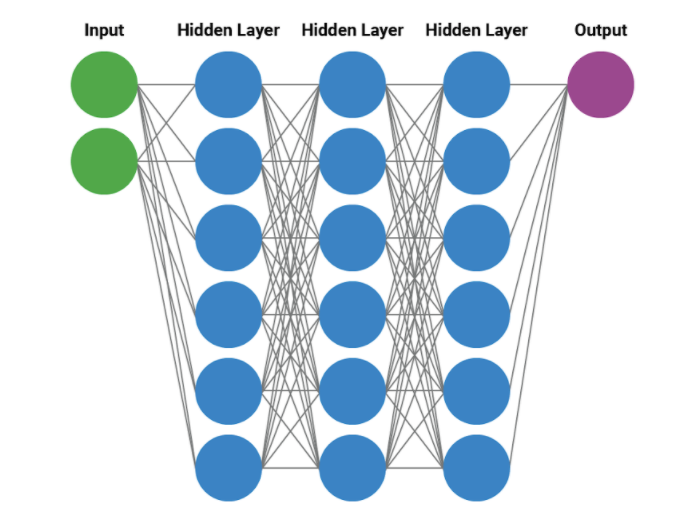 Input
Hidden Layer
Hidden Layer
Hidden Layer
Output